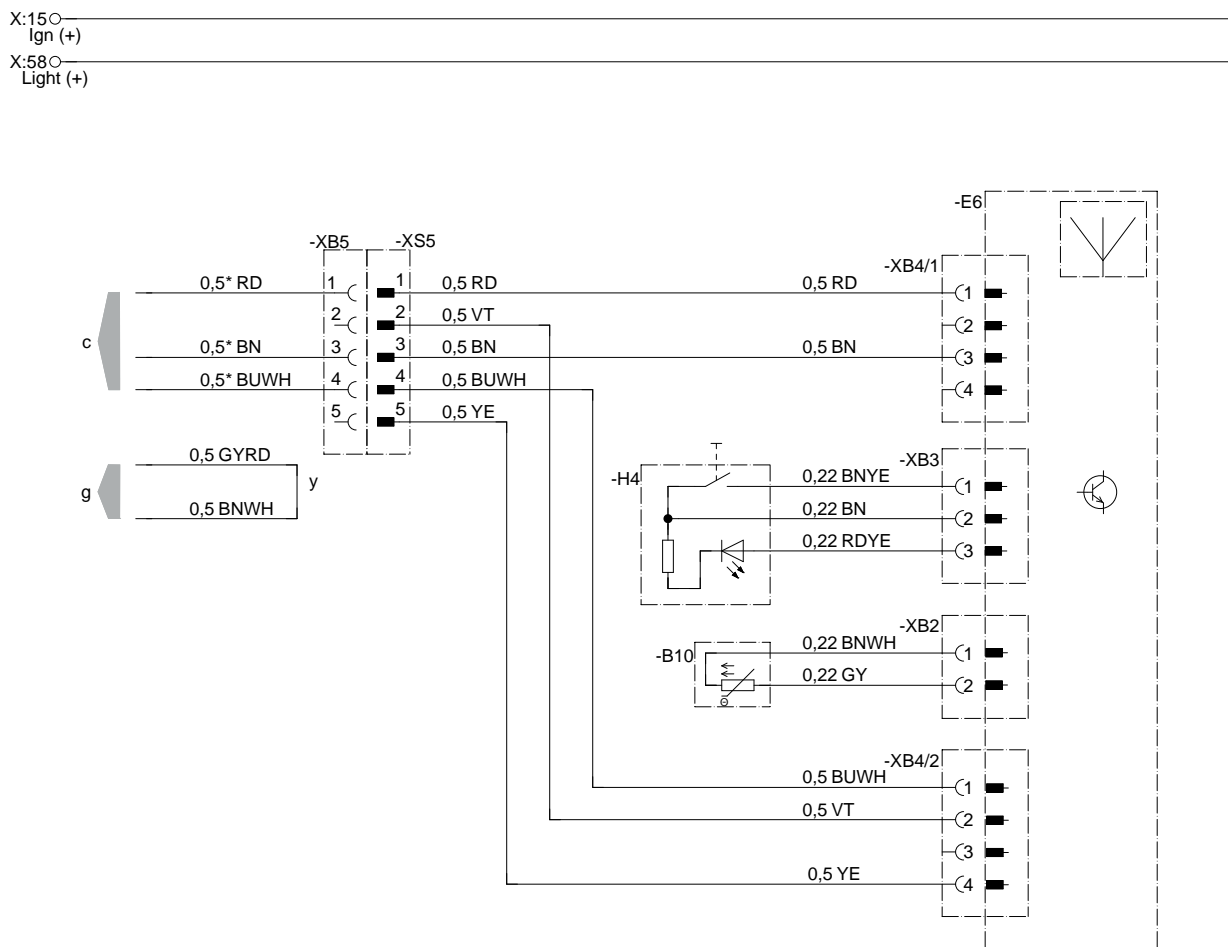 X:15
Ign (+)
X:58
Light (+)
-E6
-XB5 -XS5
-XB4/1
0,5* RD 1 1 0,5 RD 0,5 RD 1
2 2 0,5 VT 2
c 0,5* BN 3 3 0,5 BN 0,5 BN 3
0,5* BUWH 4 4 0,5 BUWH 4
5 5 0,5 YE
0,5 GYRD
g y
0,5 BNWH
-H4 -XB3
0,22 BNYE 1
0,22 BN 2
0,22 RDYE 3
-B10 -XB2
0,22 BNWH 1
0,22 GY 2
-XB4/2
0,5 BUWH 1
0,5 VT 2
3
0,5 YE 4